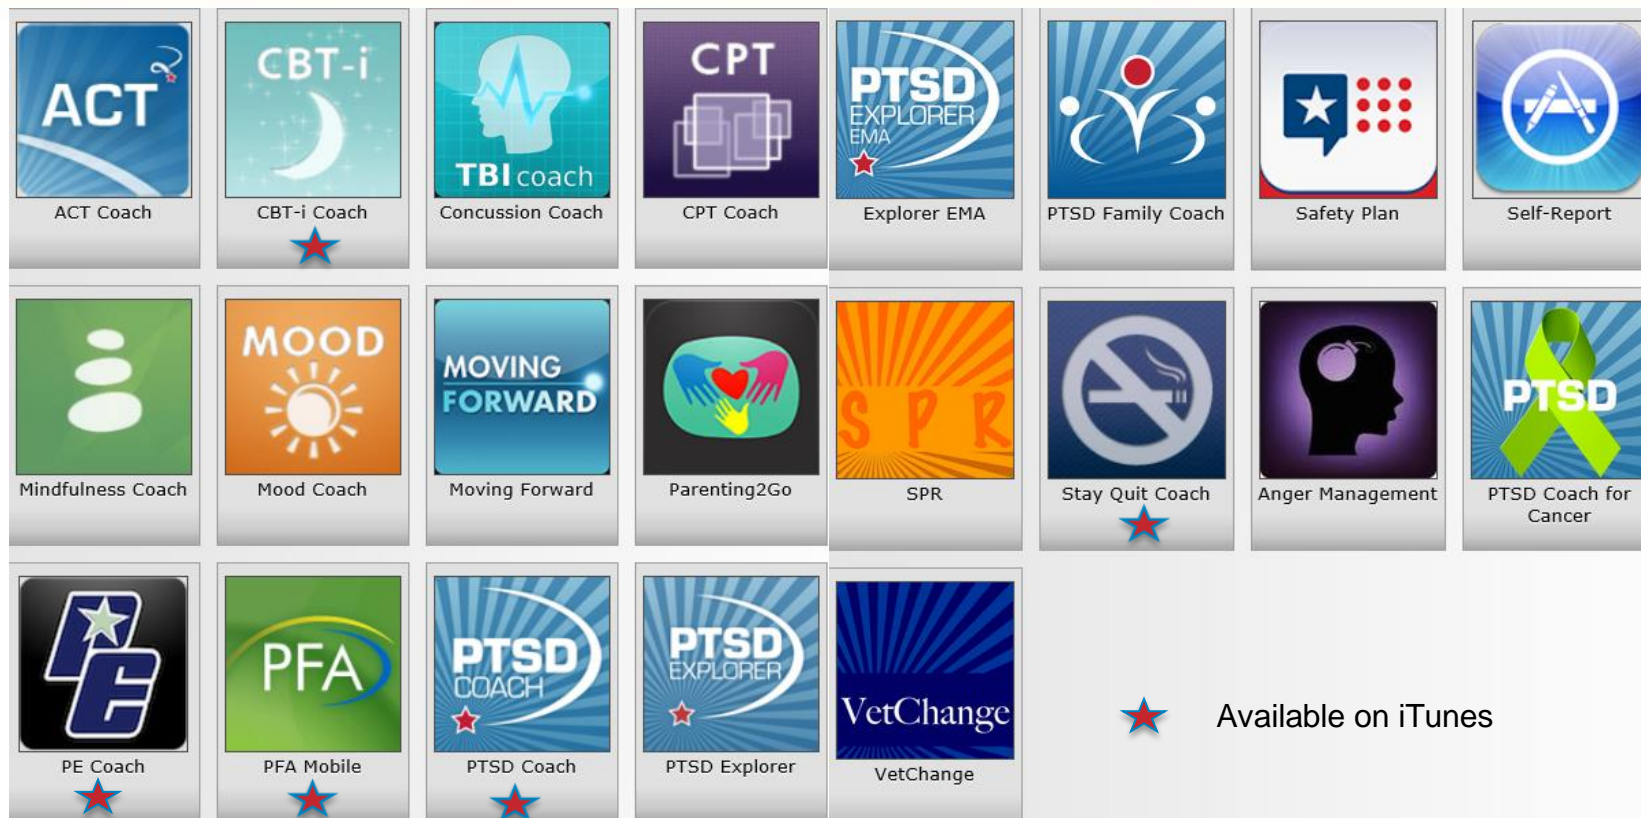 ACT
ACT Coach
CBT-i
CBT-i Coach
TBI coach
Concussion Coach
CPT
CPT Coach
PTSD
EXPLORER
EMA
Explorer EMA
PTSD Family Coach
Safety Plan
Self-Report
Mindfulness Coach
MOOD
Mood Coach
MOVING
FORWARD
Moving Forward
Parenting2Go
SPR
SPR
Stay Quit Coach
Anger Management
PTSD
PTSD Coach for
Cancer
PE
PE Coach
PFA
PFA Mobile
PTSD
COACH
PTSD Coach
PTSD
EXPLORER
PTSD Explorer
VetChange
VetChange
Available on iTunes